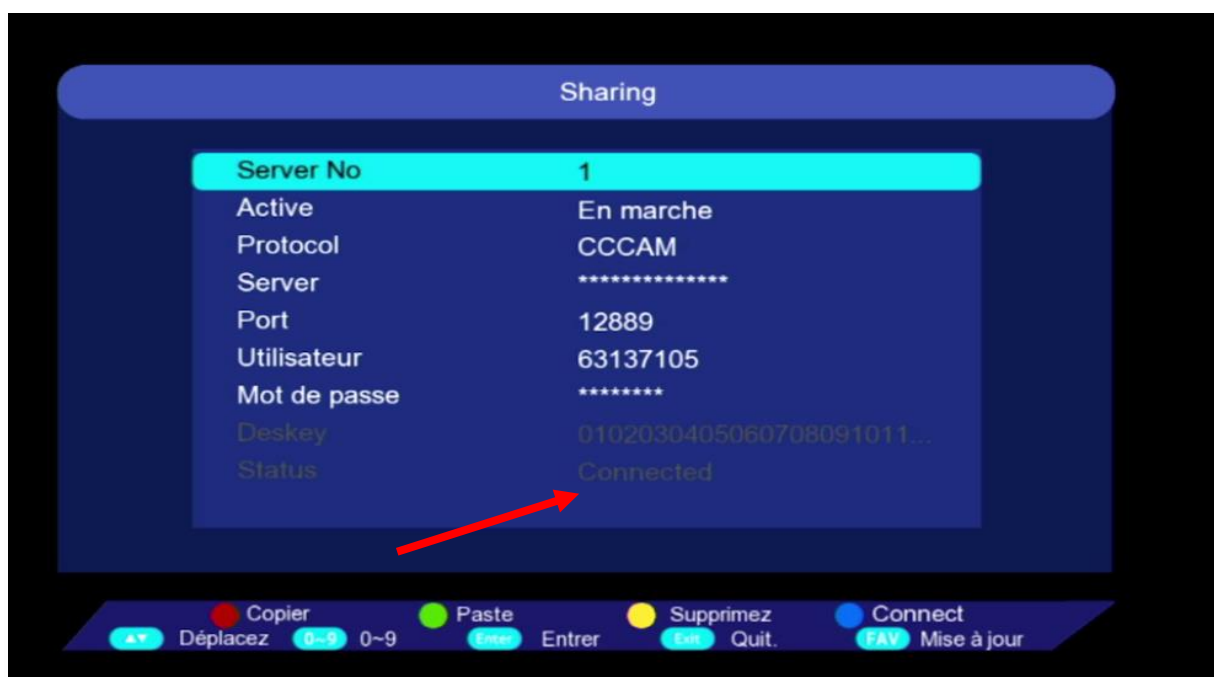 Sharing
Server No 1
Active En marche
Protocol CCCAM
Server **************
Port 12889
Utilisateur 63137105
Mot de passe ********
Deskey 0102030405060708091011...
Status Connected
Copier Paste Supprimez Connect
▲▼ Déplacez 0~9 0~9 Enter Entrer Exit Quit. FAV Mise à jour